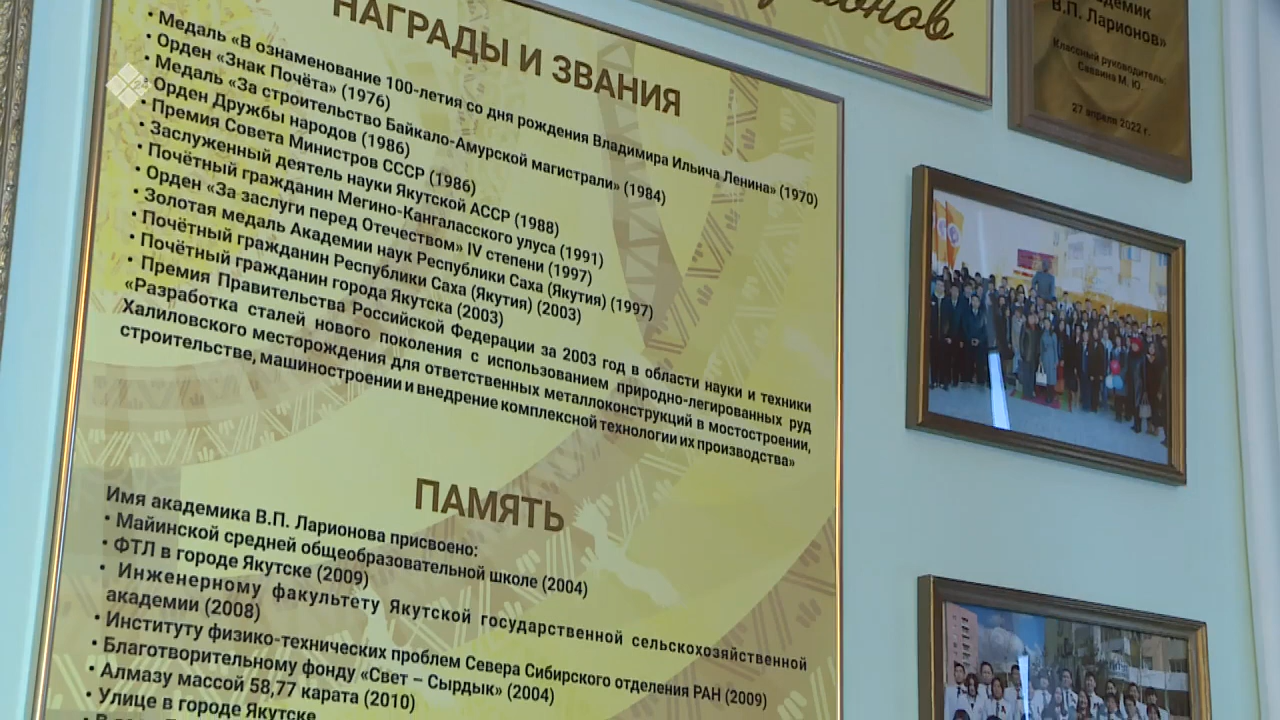 НАГРАДЫ И ЗВАНИЯ
• Медаль «В ознаменование 100-летия со дня рождения Владимира Ильича Ленина» (1970)
• Орден «Знак Почёта» (1976)
• Медаль «За строительство Байкало-Амурской магистрали» (1984)
• Орден Дружбы народов (1986)
• Премия Совета Министров СССР (1986)
• Заслуженный деятель науки Якутской АССР (1988)
• Почётный гражданин Мегино-Кангаласского улуса (1991)
• Орден «За заслуги перед Отечеством» IV степени (1997)
• Золотая медаль Академии наук Республики Саха (Якутия) (1997)
• Почётный гражданин Республики Саха (Якутия) (2003)
• Почётный гражданин города Якутска (2003)
• Премия Правительства Российской Федерации за 2003 год в области науки и техники
«Разработка сталей нового поколения с использованием природно-легированных руд
Халиловского месторождения для ответственных металлоконструкций в мостостроении,
строительстве, машиностроении и внедрение комплексной технологии их производства»
ПАМЯТЬ
Имя академика В.П. Ларионова присвоено:
• Майинской средней общеобразовательной школе (2004)
• ФТЛ в городе Якутске (2009)
• Инженерному факультету Якутской государственной сельскохозяйственной
академии (2008)
• Институту физико-технических проблем Севера Сибирского отделения РАН (2009)
• Благотворительному фонду «Свет – Сырдык» (2004)
• Алмазу массой 58,77 карата (2010)
• Улице в городе Якутске
В.П. Ларионов»
Классный руководитель:
Саввина М. Ю.
27 апреля 2022 г.
24